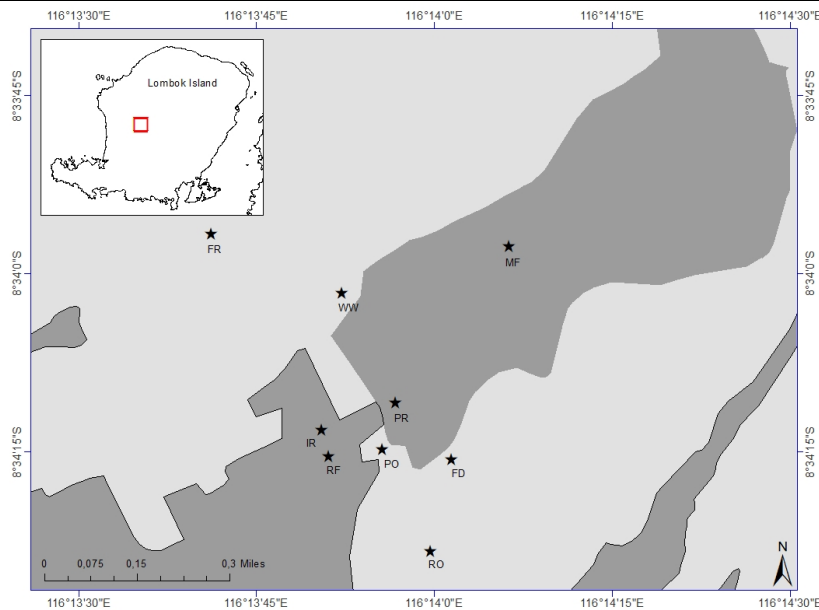 116°13'30"E 116°13'45"E 116°14'0"E 116°14'15"E 116°14'30"E
8°33'45"S 8°33'45"S
Lombok Island
FR
MF
8°34'0"S 8°34'0"S
WW
PR
IR
PO
RF
FD
8°34'15"S 8°34'15"S
RO
N
0 0,075 0,15 0,3 Miles
116°13'30"E 116°13'45"E 116°14'0"E 116°14'15"E 116°14'30"E